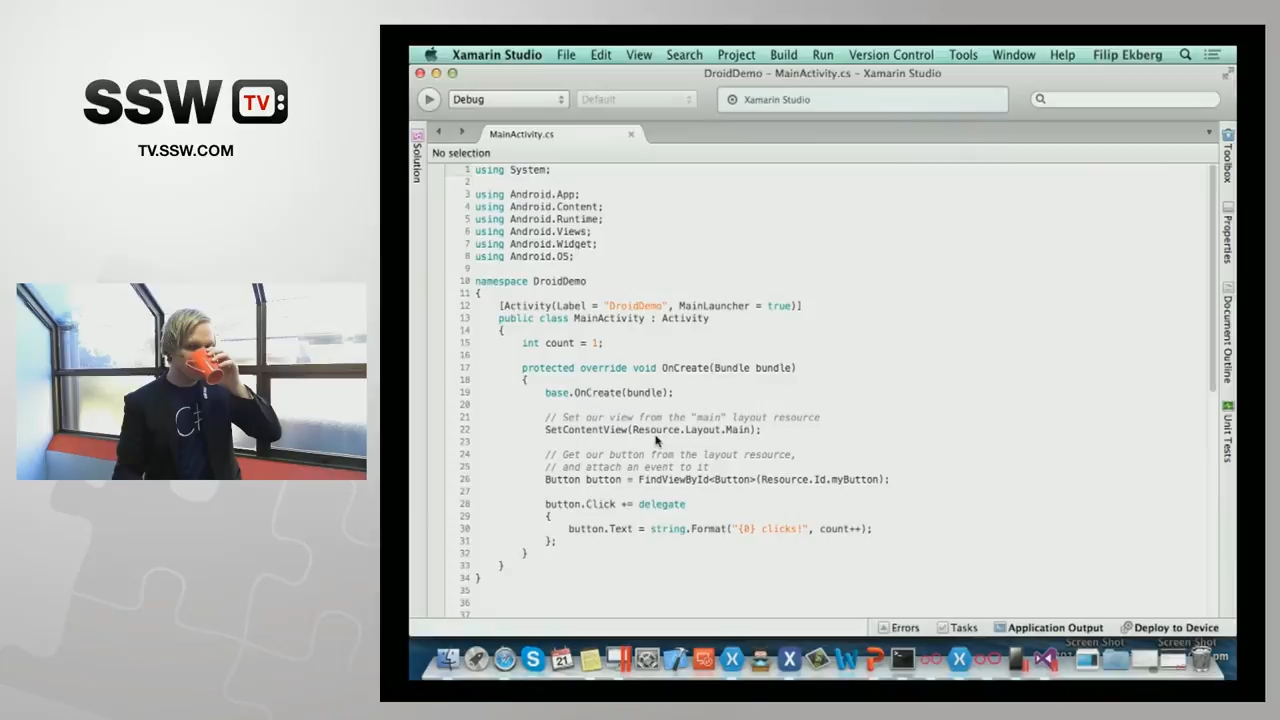 SSW TV
TV.SSW.COM
Xamarin Studio File Edit View Search Project Build Run Version Control Tools Window Help Filip Ekberg
DroidDemo – MainActivity.cs – Xamarin Studio
Debug Default Xamarin Studio
MainActivity.cs
No selection
Solution
Toolbox
Properties
Document Outline
Unit Tests
1 using System;
2
3 using Android.App;
4 using Android.Content;
5 using Android.Runtime;
6 using Android.Views;
7 using Android.Widget;
8 using Android.OS;
9
10 namespace DroidDemo
11 {
12 [Activity(Label = "DroidDemo", MainLauncher = true)]
13 public class MainActivity : Activity
14 {
15 int count = 1;
16
17 protected override void OnCreate(Bundle bundle)
18 {
19 base.OnCreate(bundle);
20
21 // Set our view from the "main" layout resource
22 SetContentView(Resource.Layout.Main);
23
24 // Get our button from the layout resource,
25 // and attach an event to it
26 Button button = FindViewById<Button>(Resource.Id.myButton);
27
28 button.Click += delegate
29 {
30 button.Text = string.Format("{0} clicks!", count++);
31 };
32 }
33 }
34 }
35
36
37
Errors Tasks Application Output Deploy to Device
Screen Shot Screen Shot
pm
21
C#